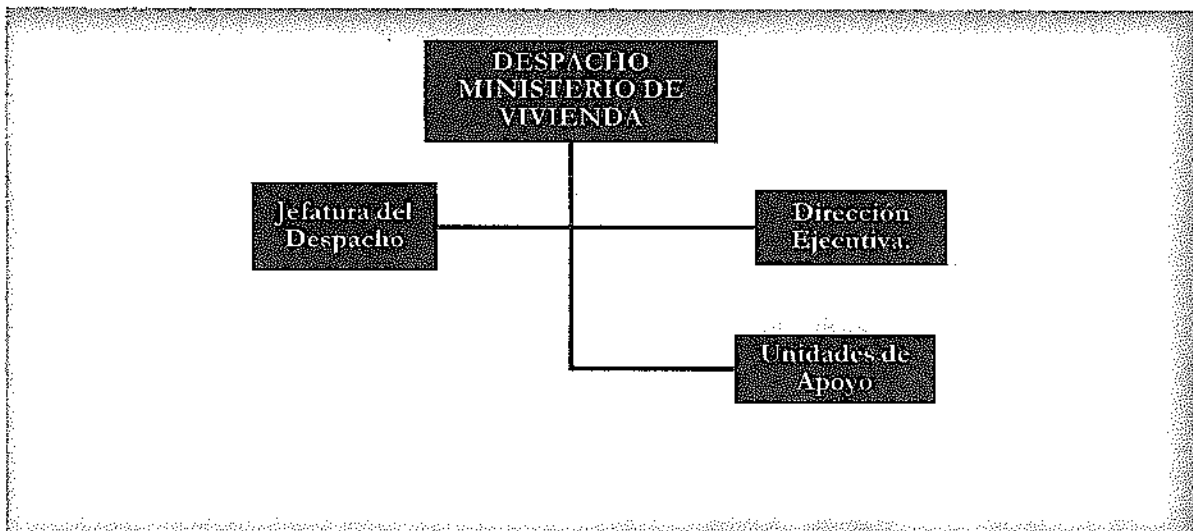 DESPACHO
MINISTERIO DE
VIVIENDA
Jefatura del
Despacho
Dirección
Ejecutiva.
Unidades de
Apoyo